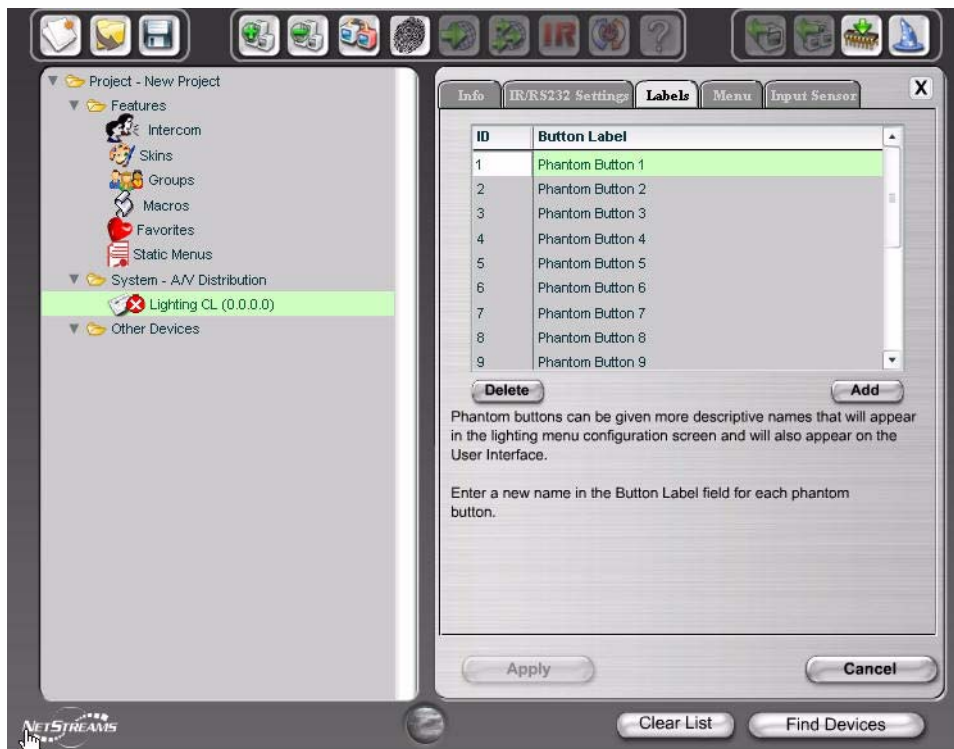 IR
?
Project - New Project
Features
Intercom
Skins
Groups
Macros
Favorites
Static Menus
System - A/V Distribution
Lighting CL (0.0.0.0)
Other Devices
Info IR/RS232 Settings Labels Menu Input Sensor X
ID Button Label
1 Phantom Button 1
2 Phantom Button 2
3 Phantom Button 3
4 Phantom Button 4
5 Phantom Button 5
6 Phantom Button 6
7 Phantom Button 7
8 Phantom Button 8
9 Phantom Button 9
Delete Add
Phantom buttons can be given more descriptive names that will appear
in the lighting menu configuration screen and will also appear on the
User Interface.
Enter a new name in the Button Label field for each phantom
button.
Apply Cancel
NETSTREAMS Clear List Find Devices